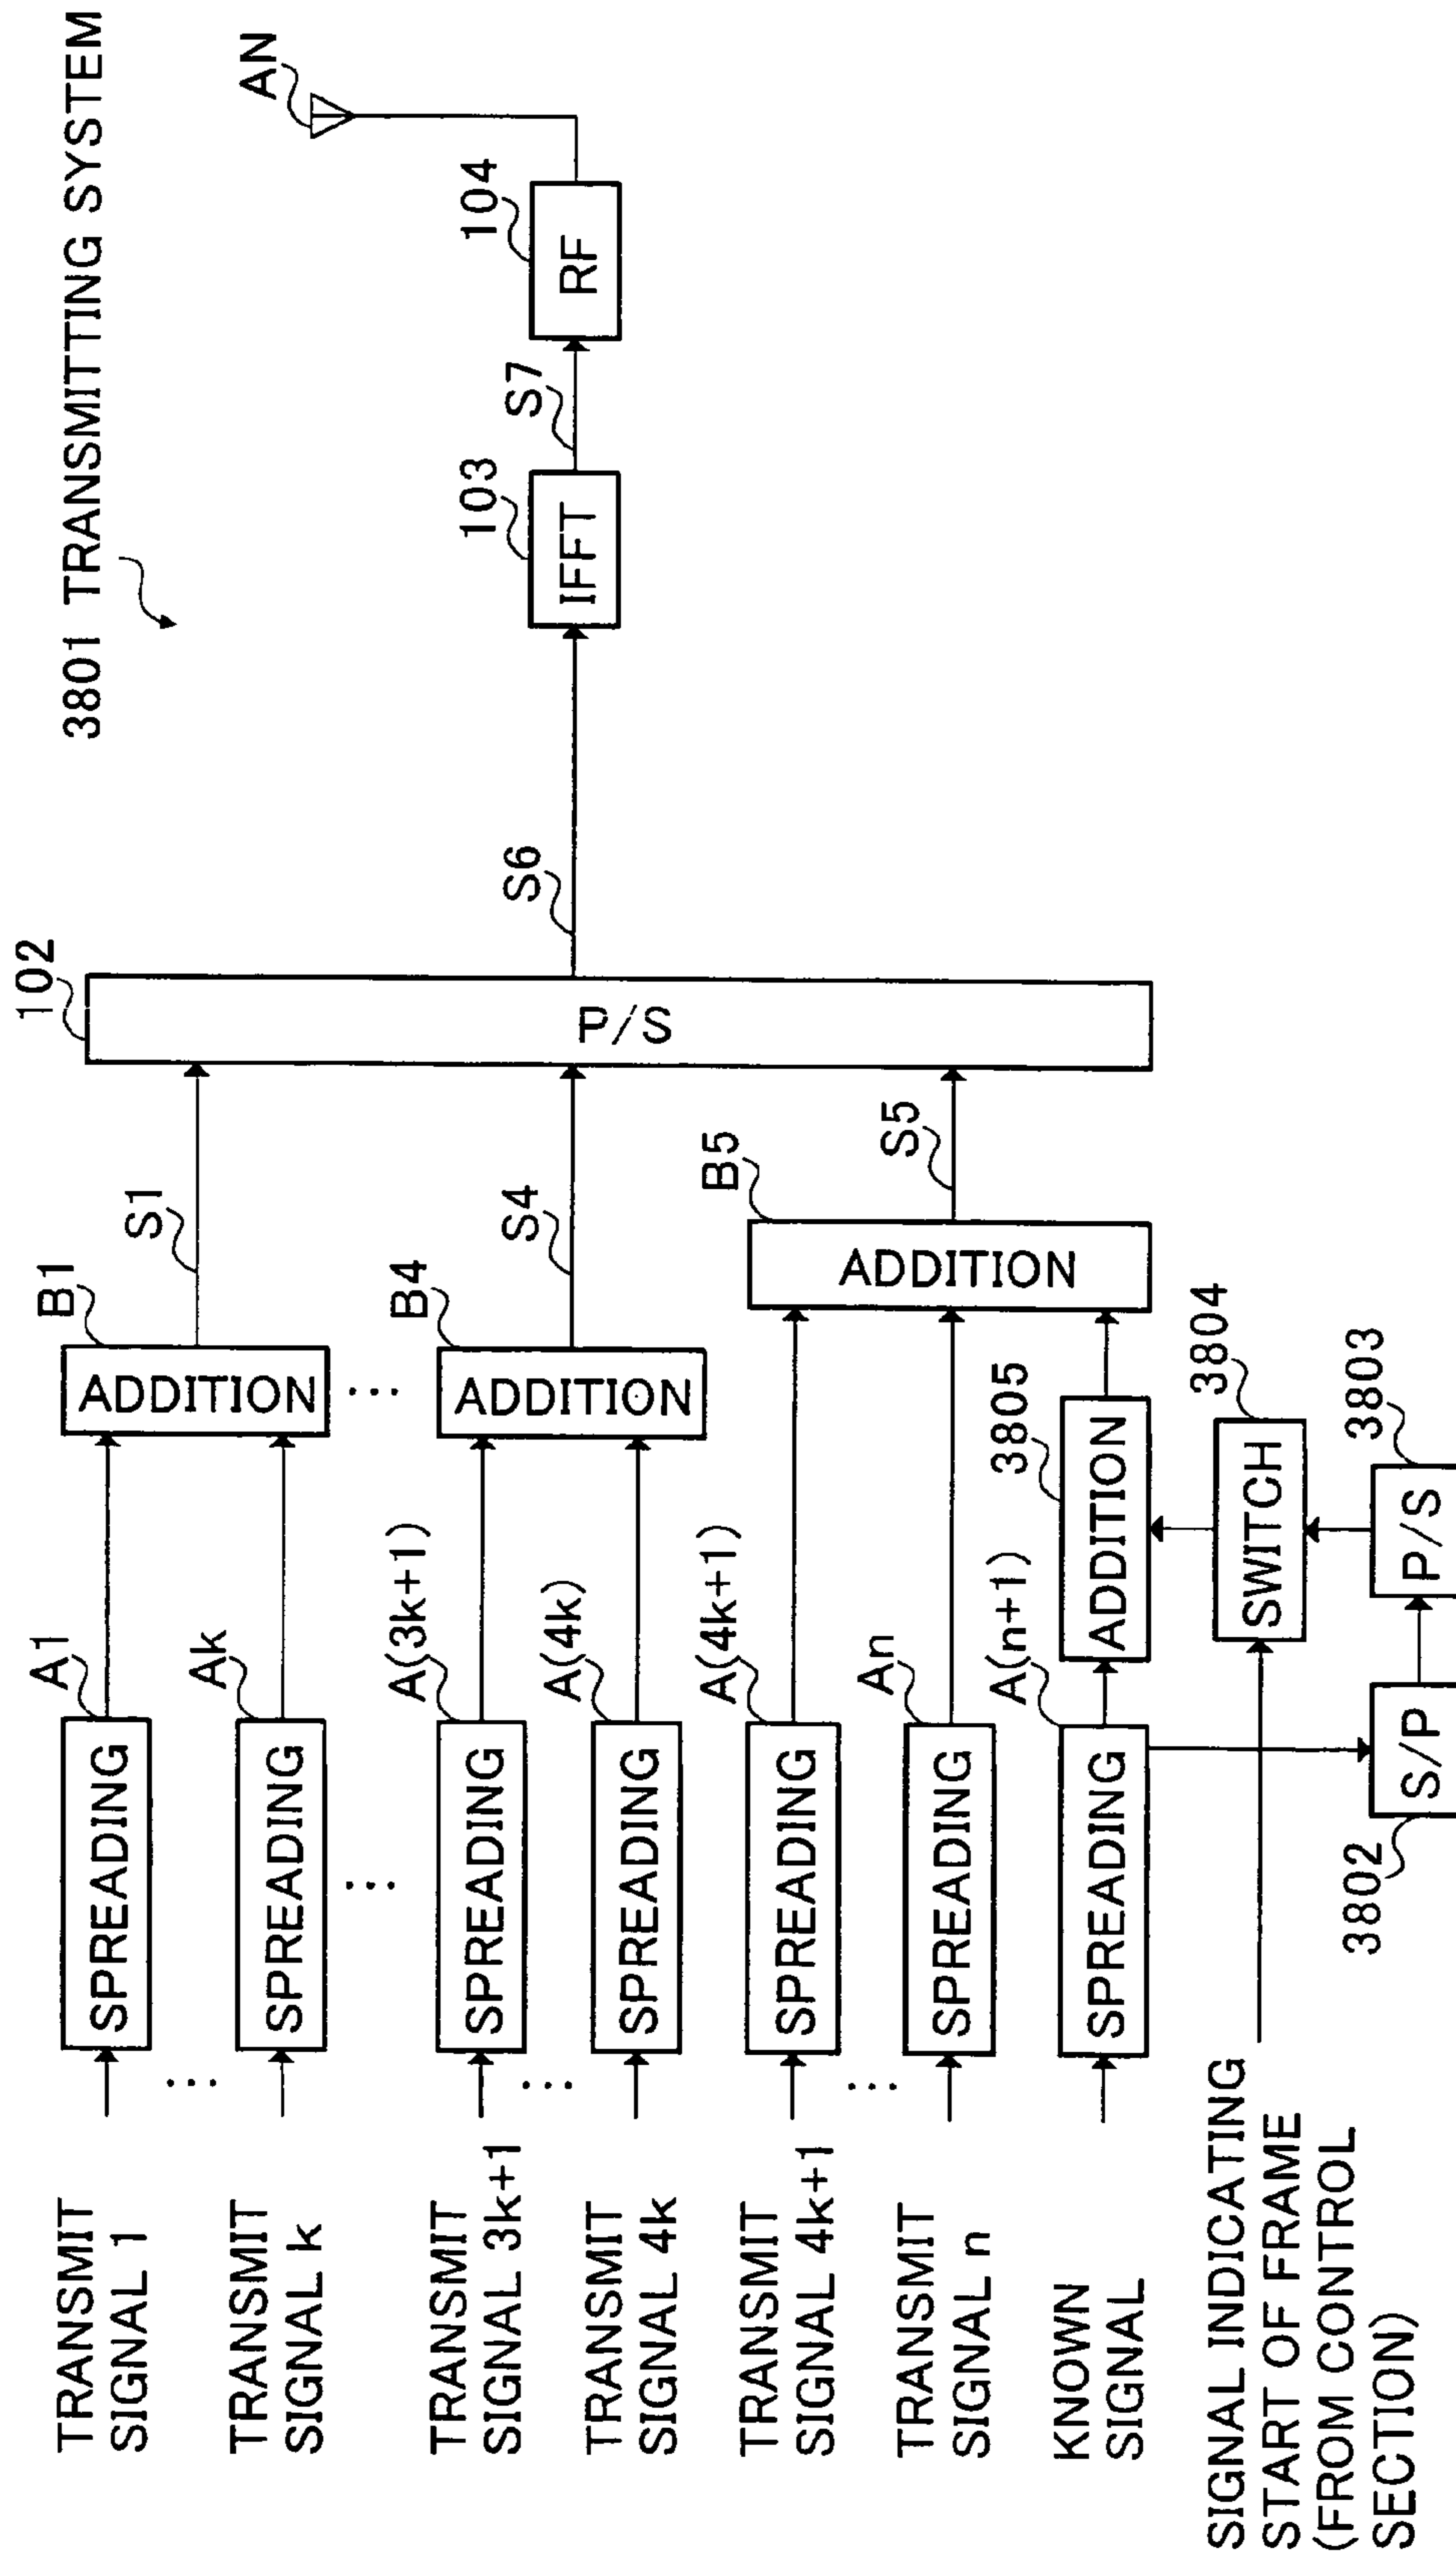 3801 TRANSMITTING SYSTEM
AN
104
RF
S7
103
IFFT
S6
102
P/S
S1
S4
S5
B1
ADDITION
...
B4
ADDITION
B5
ADDITION
A1
SPREADING
Ak
SPREADING
...
A(3k+1)
SPREADING
A(4k)
SPREADING
A(4k+1)
SPREADING
An
SPREADING
A(n+1)
SPREADING
3805
ADDITION
3804
SWITCH
3803
P/S
3802
S/P
TRANSMIT
SIGNAL 1
...
TRANSMIT
SIGNAL k
TRANSMIT
SIGNAL 3k+1
...
TRANSMIT
SIGNAL 4k
TRANSMIT
SIGNAL 4k+1
...
TRANSMIT
SIGNAL n
KNOWN
SIGNAL
SIGNAL INDICATING
START OF FRAME
(FROM CONTROL
SECTION)